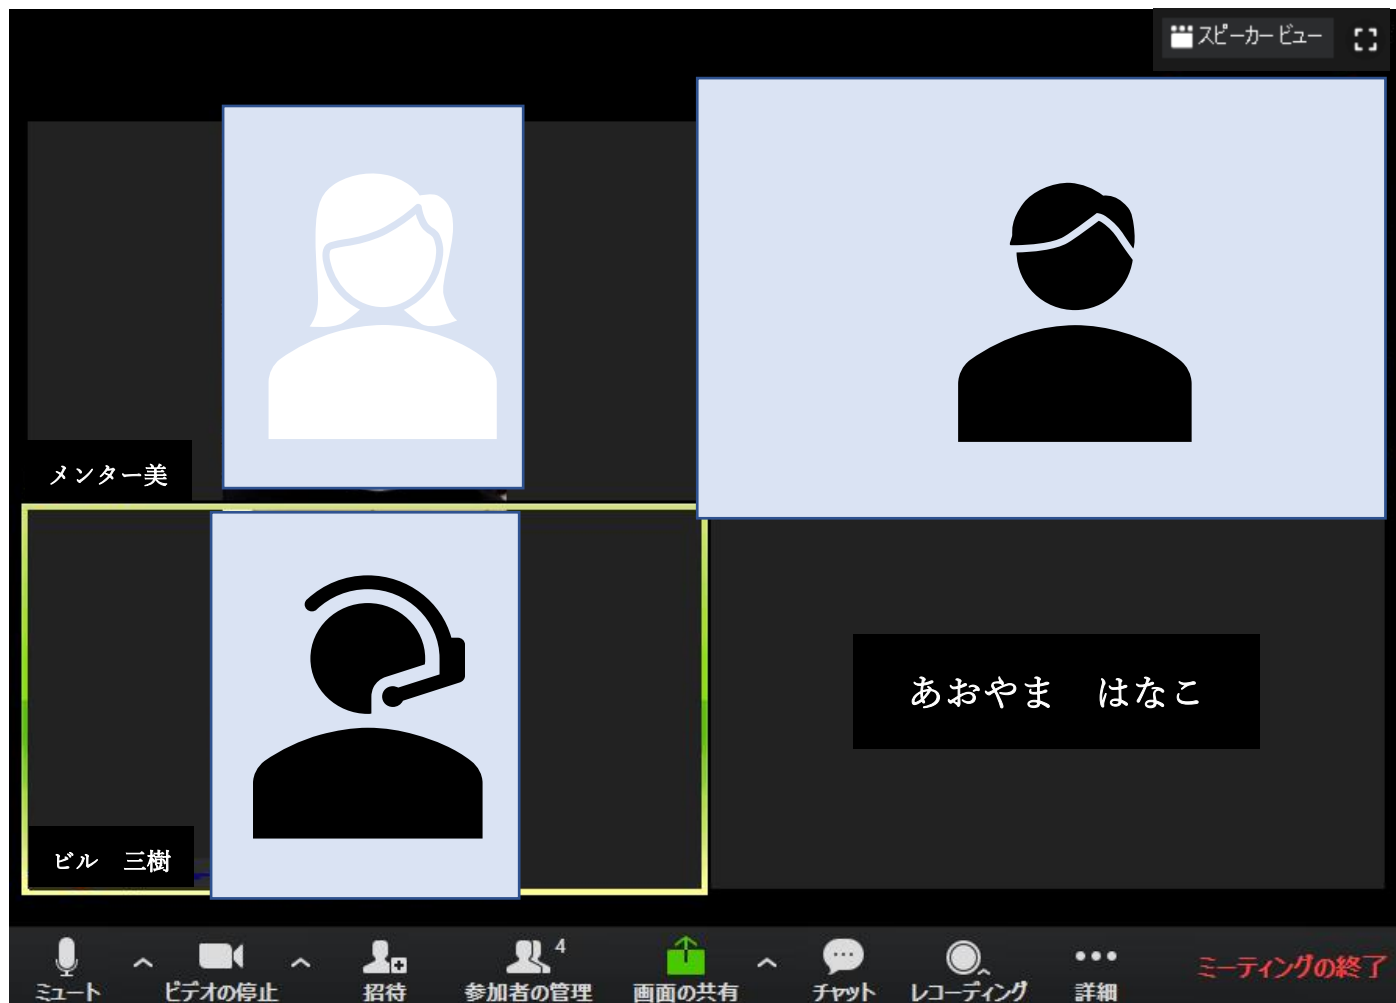 スピーカー ビュー
メンター美
ビル　三樹
あおやま　はなこ
ミュート
ビデオの停止
招待
参加者の管理
4
画面の共有
チャット
レコーディング
詳細
ミーティングの終了